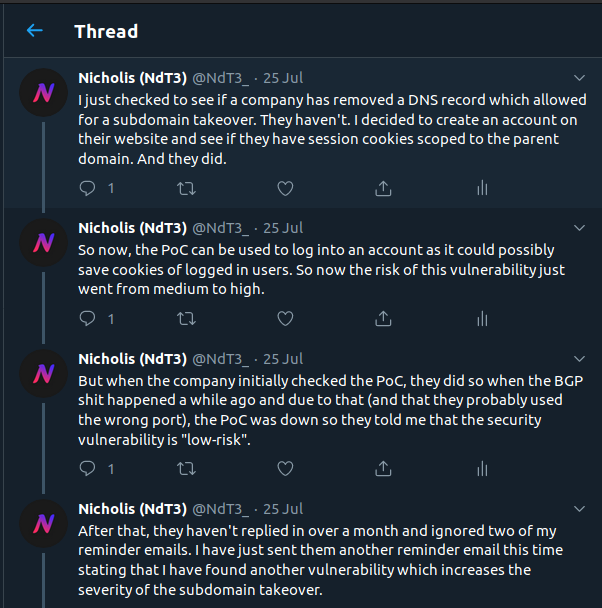 Thread
Nicholis (NdT3) @NdT3_ · 25 Jul
I just checked to see if a company has removed a DNS record which allowed
for a subdomain takeover. They haven't. I decided to create an account on
their website and see if they have session cookies scoped to the parent
domain. And they did.
1
Nicholis (NdT3) @NdT3_ · 25 Jul
So now, the PoC can be used to log into an account as it could possibly
save cookies of logged in users. So now the risk of this vulnerability just
went from medium to high.
1
Nicholis (NdT3) @NdT3_ · 25 Jul
But when the company initially checked the PoC, they did so when the BGP
shit happened a while ago and due to that (and that they probably used
the wrong port), the PoC was down so they told me that the security
vulnerability is "low-risk".
1
Nicholis (NdT3) @NdT3_ · 25 Jul
After that, they haven't replied in over a month and ignored two of my
reminder emails. I have just sent them another reminder email this time
stating that I have found another vulnerability which increases the
severity of the subdomain takeover.